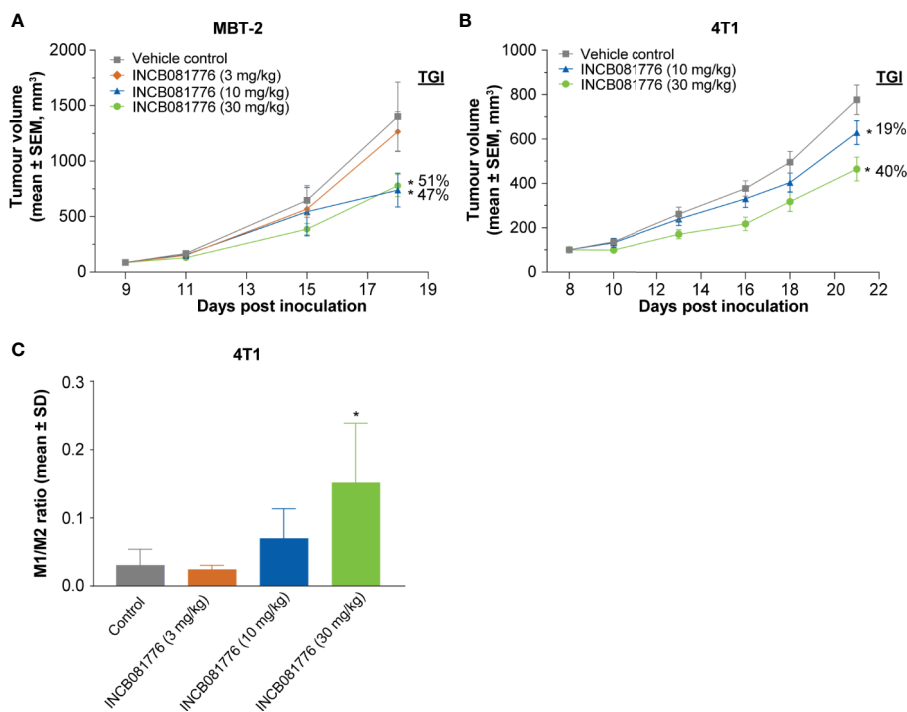 A
MBT-2
Tumour volume
(mean ± SEM, mm³)
2000
1500
1000
500
0
Vehicle control
INCB081776 (3 mg/kg)
INCB081776 (10 mg/kg)
INCB081776 (30 mg/kg)
TGI
* 51%
* 47%
9
11
13
15
17
19
Days post inoculation
B
4T1
Tumour volume
(mean ± SEM, mm³)
1000
800
600
400
200
0
Vehicle control
INCB081776 (10 mg/kg)
INCB081776 (30 mg/kg)
TGI
* 19%
* 40%
8
10
12
14
16
18
20
22
Days post inoculation
C
4T1
M1/M2 ratio (mean ± SD)
0.3
0.2
0.1
0.0
*
Control
INCB081776 (3 mg/kg)
INCB081776 (10 mg/kg)
INCB081776 (30 mg/kg)